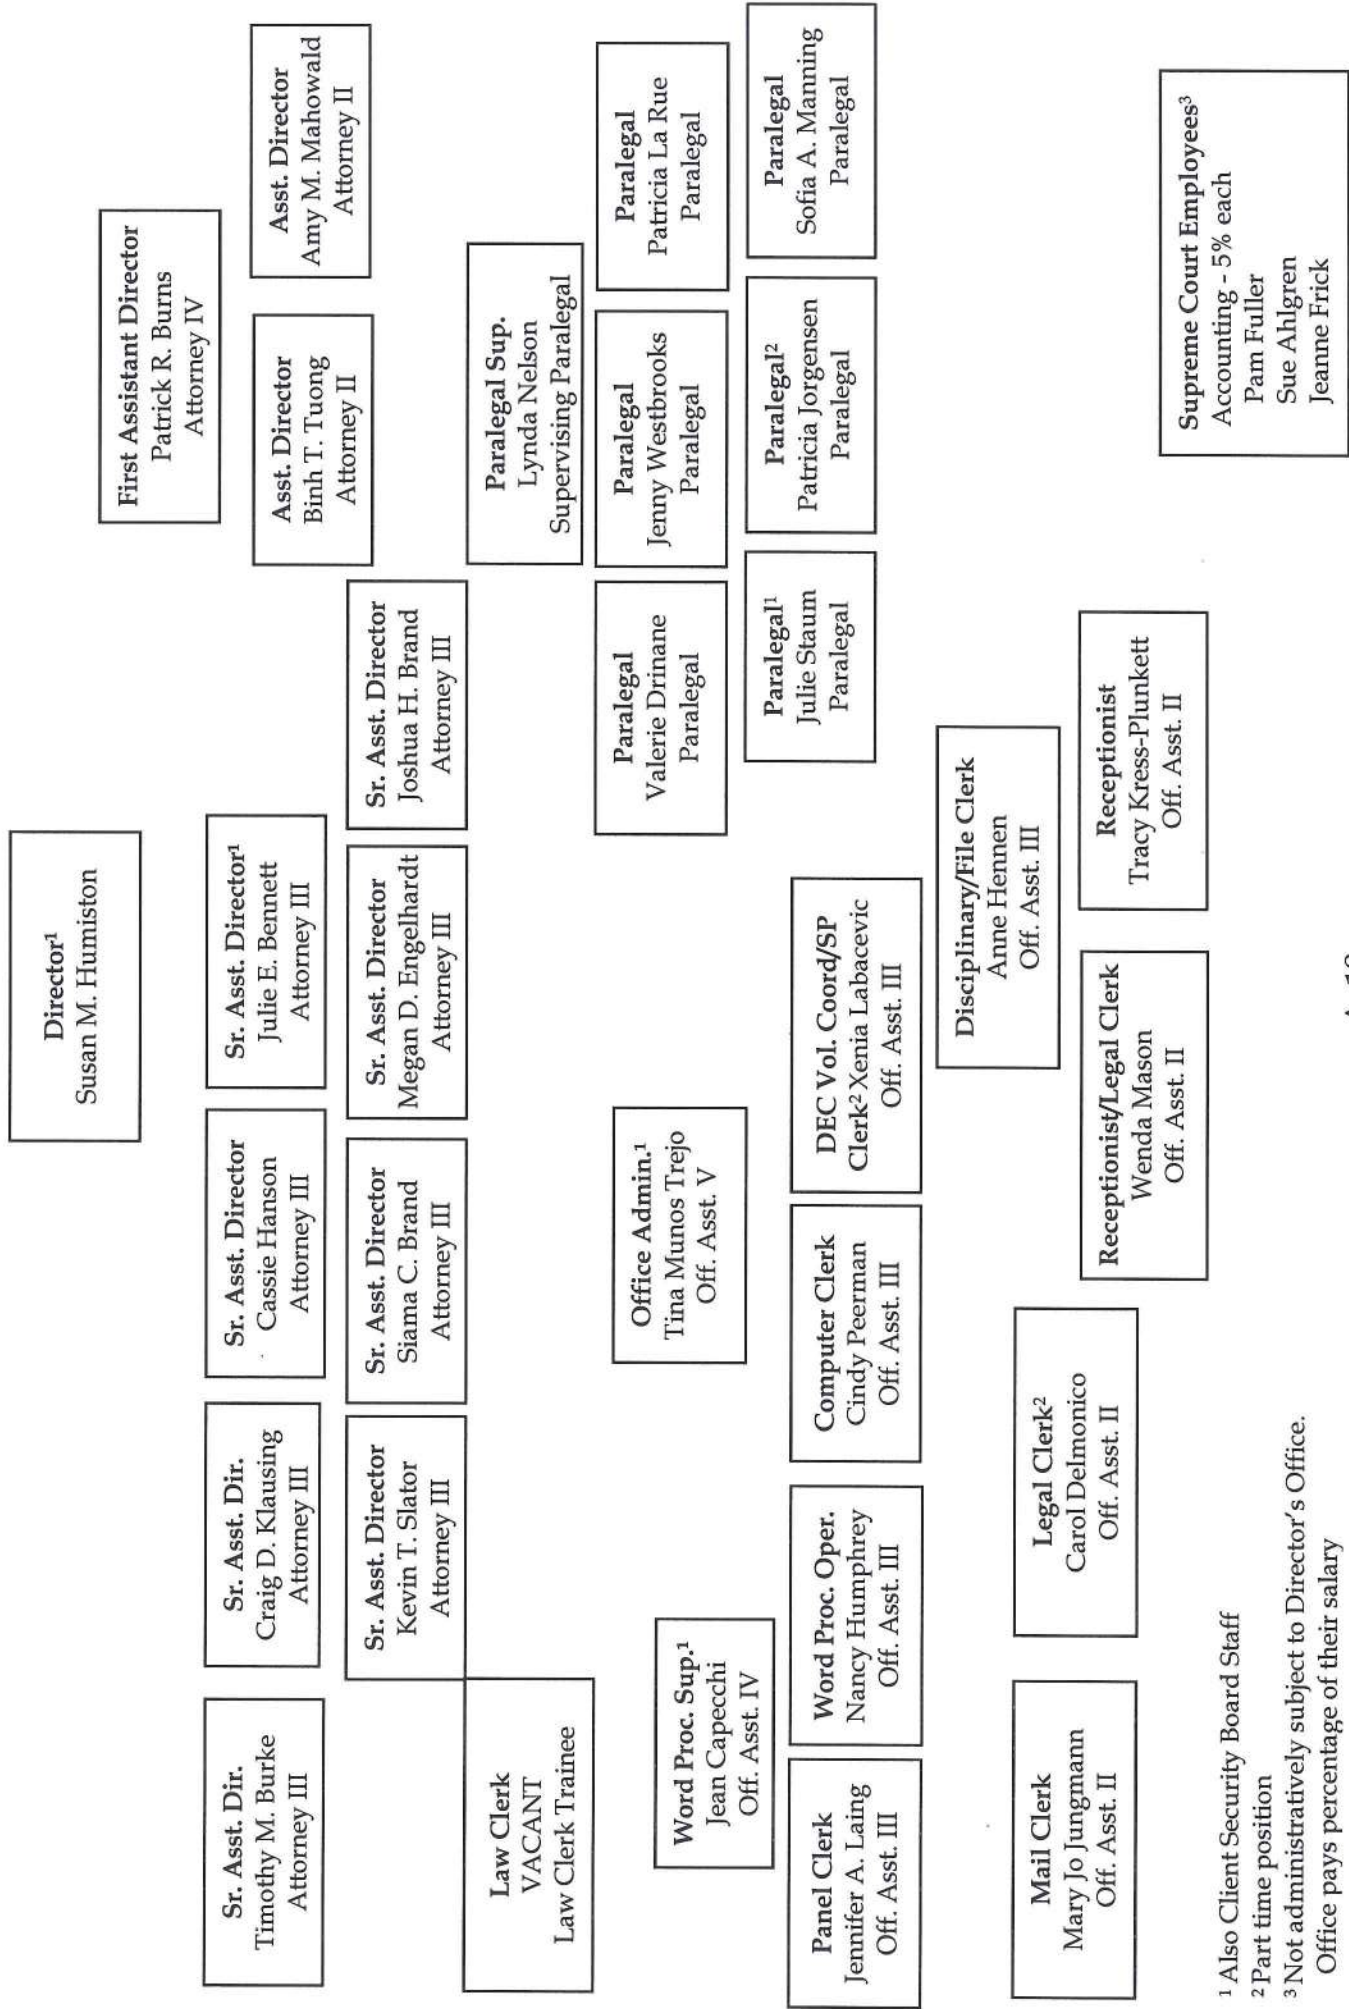 Director¹
Susan M. Humiston
First Assistant Director
Patrick R. Burns
Attorney IV
Sr. Asst. Dir.
Timothy M. Burke
Attorney III
Sr. Asst. Dir.
Craig D. Klausing
Attorney III
Sr. Asst. Director
Cassie Hanson
Attorney III
Sr. Asst. Director¹
Julie E. Bennett
Attorney III
Asst. Director
Binh T. Tuong
Attorney II
Asst. Director
Amy M. Mahowald
Attorney II
Sr. Asst. Director
Kevin T. Slator
Attorney III
Sr. Asst. Director
Siama C. Brand
Attorney III
Sr. Asst. Director
Megan D. Engelhardt
Attorney III
Sr. Asst. Director
Joshua H. Brand
Attorney III
Law Clerk
VACANT
Law Clerk Trainee
Paralegal Sup.
Lynda Nelson
Supervising Paralegal
Office Admin.¹
Tina Munos Trejo
Off. Asst. V
Paralegal
Valerie Drinane
Paralegal
Paralegal
Jenny Westbrooks
Paralegal
Paralegal
Patricia La Rue
Paralegal
Word Proc. Sup.¹
Jean Capecchi
Off. Asst. IV
Paralegal¹
Julie Staum
Paralegal
Paralegal²
Patricia Jorgensen
Paralegal
Paralegal
Sofia A. Manning
Paralegal
Panel Clerk
Jennifer A. Laing
Off. Asst. III
Word Proc. Oper.
Nancy Humphrey
Off. Asst. III
Computer Clerk
Cindy Peerman
Off. Asst. III
DEC Vol. Coord/SP
Clerk² Xenia Labacevic
Off. Asst. III
Disciplinary/File Clerk
Anne Hennen
Off. Asst. III
Mail Clerk
Mary Jo Jungmann
Off. Asst. II
Legal Clerk²
Carol Delmonico
Off. Asst. II
Receptionist/Legal Clerk
Wenda Mason
Off. Asst. II
Receptionist
Tracy Kress-Plunkett
Off. Asst. II
Supreme Court Employees³
Accounting - 5% each
Pam Fuller
Sue Ahlgren
Jeanne Frick
¹ Also Client Security Board Staff
² Part time position
³ Not administratively subject to Director's Office.
Office pays percentage of their salary